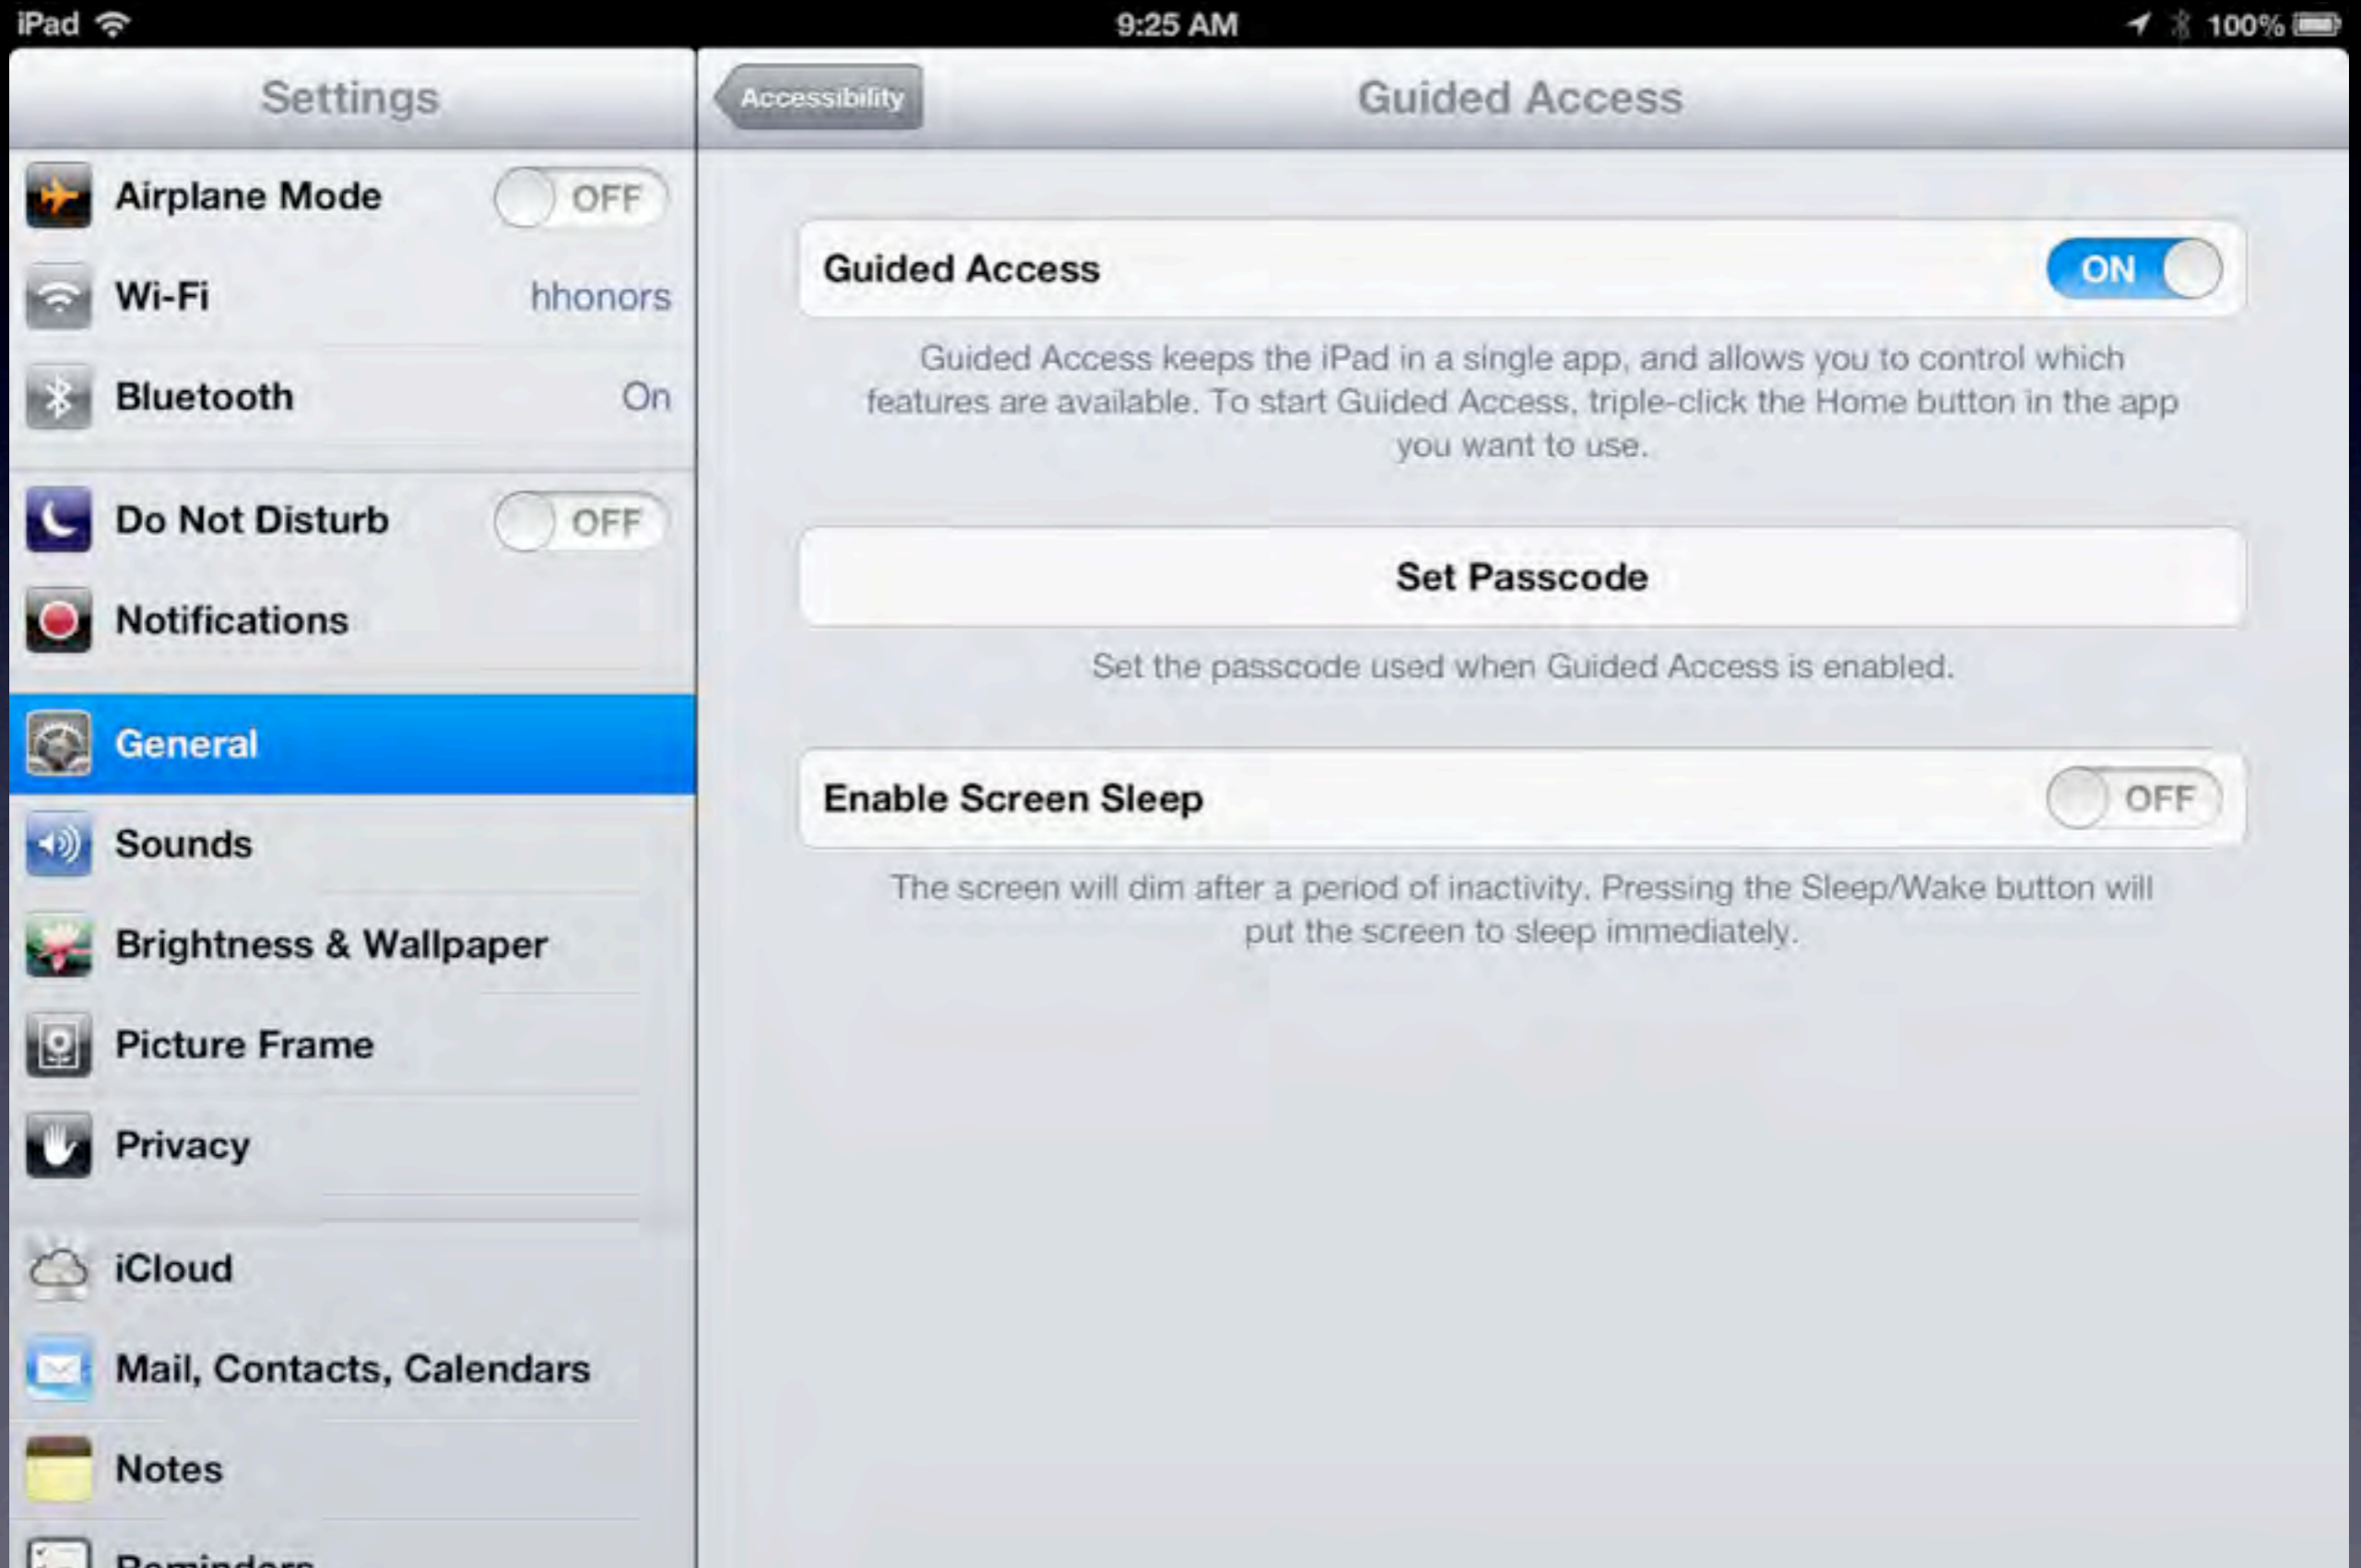 iPad
9:25 AM
100%
Settings
Airplane Mode OFF
Wi-Fi hhonors
Bluetooth On
Do Not Disturb OFF
Notifications
General
Sounds
Brightness & Wallpaper
Picture Frame
Privacy
iCloud
Mail, Contacts, Calendars
Notes
Reminders
Accessibility
Guided Access
Guided Access ON
Guided Access keeps the iPad in a single app, and allows you to control which
features are available. To start Guided Access, triple-click the Home button in the app
you want to use.
Set Passcode
Set the passcode used when Guided Access is enabled.
Enable Screen Sleep OFF
The screen will dim after a period of inactivity. Pressing the Sleep/Wake button will
put the screen to sleep immediately.